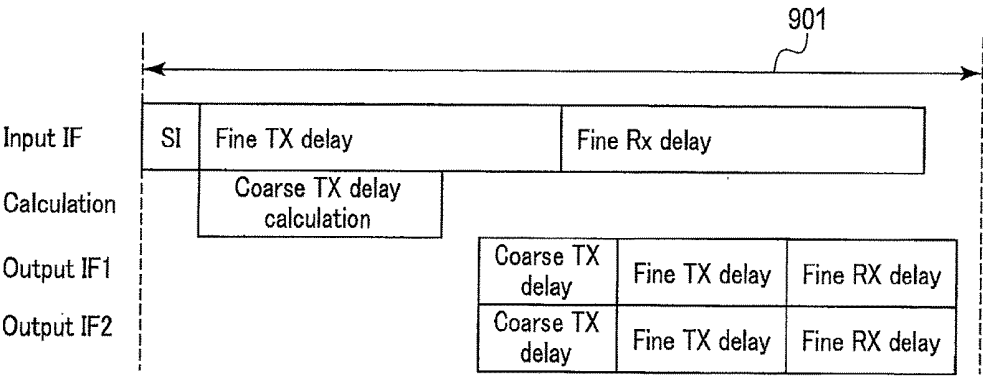 901
Input IF
SI
Fine TX delay
Fine Rx delay
Calculation
Coarse TX delay
calculation
Output IF1
Coarse TX
delay
Fine TX delay
Fine RX delay
Output IF2
Coarse TX
delay
Fine TX delay
Fine RX delay